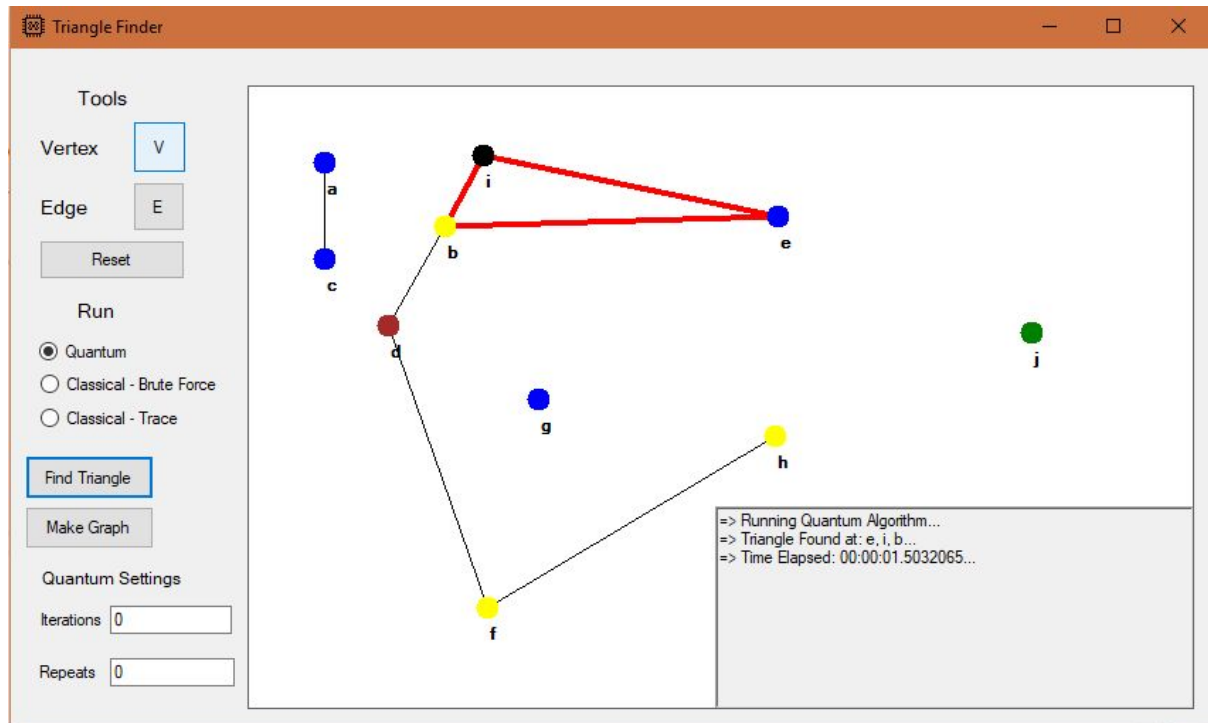 Triangle Finder
Tools
Vertex V
Edge E
Reset
Run
Quantum
Classical - Brute Force
Classical - Trace
Find Triangle
Make Graph
Quantum Settings
Iterations 0
Repeats 0
a
i
b
e
c
d
j
g
h
f
=> Running Quantum Algorithm...
=> Triangle Found at: e, i, b...
=> Time Elapsed: 00:00:01.5032065...